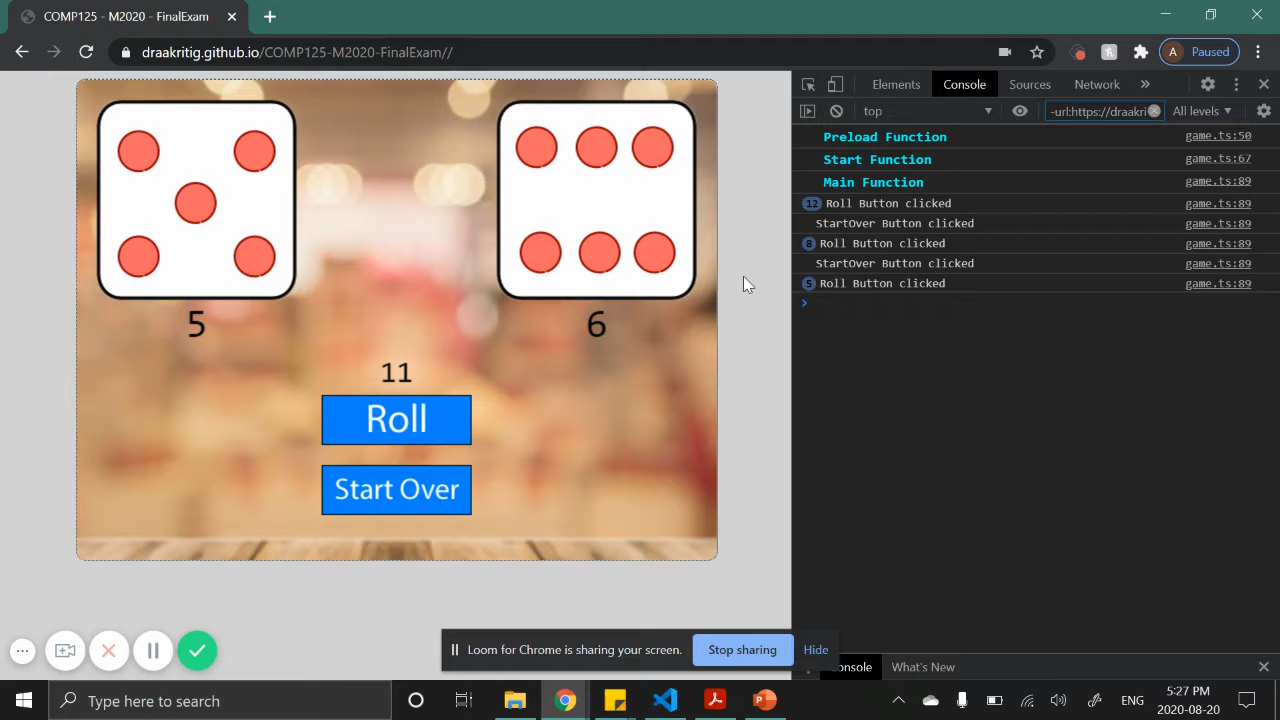 COMP125 - M2020 - FinalExam
draakritig.github.io/COMP125-M2020-FinalExam//
A Paused
Elements Console Sources Network
top -url:https://draakri All levels
Preload Function game.ts:50
Start Function game.ts:67
Main Function game.ts:89
12 Roll Button clicked game.ts:89
StartOver Button clicked game.ts:89
8 Roll Button clicked game.ts:89
StartOver Button clicked game.ts:89
5 Roll Button clicked game.ts:89
5
6
11
Roll
Start Over
Loom for Chrome is sharing your screen. Stop sharing Hide
onsole What's New
Type here to search
ENG
5:27 PM
2020-08-20